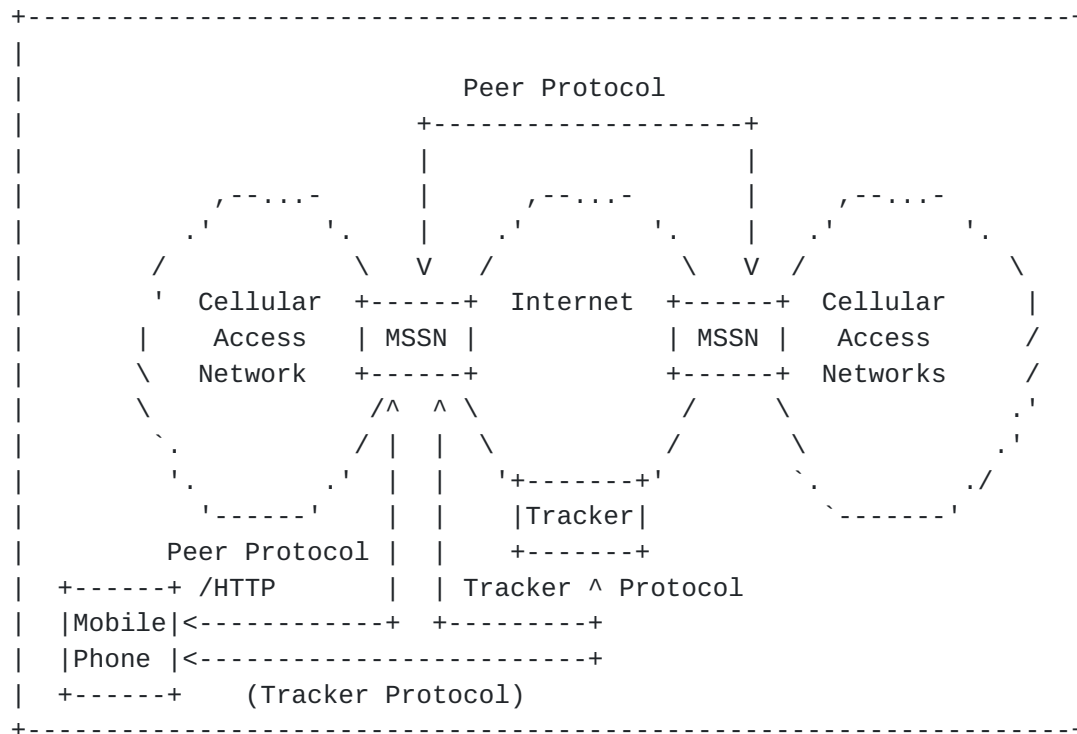 Peer Protocol
Cellular Internet Cellular
Access MSSN MSSN Access
Network Networks
Tracker
Peer Protocol
/HTTP Tracker ^ Protocol
Mobile
Phone
(Tracker Protocol)